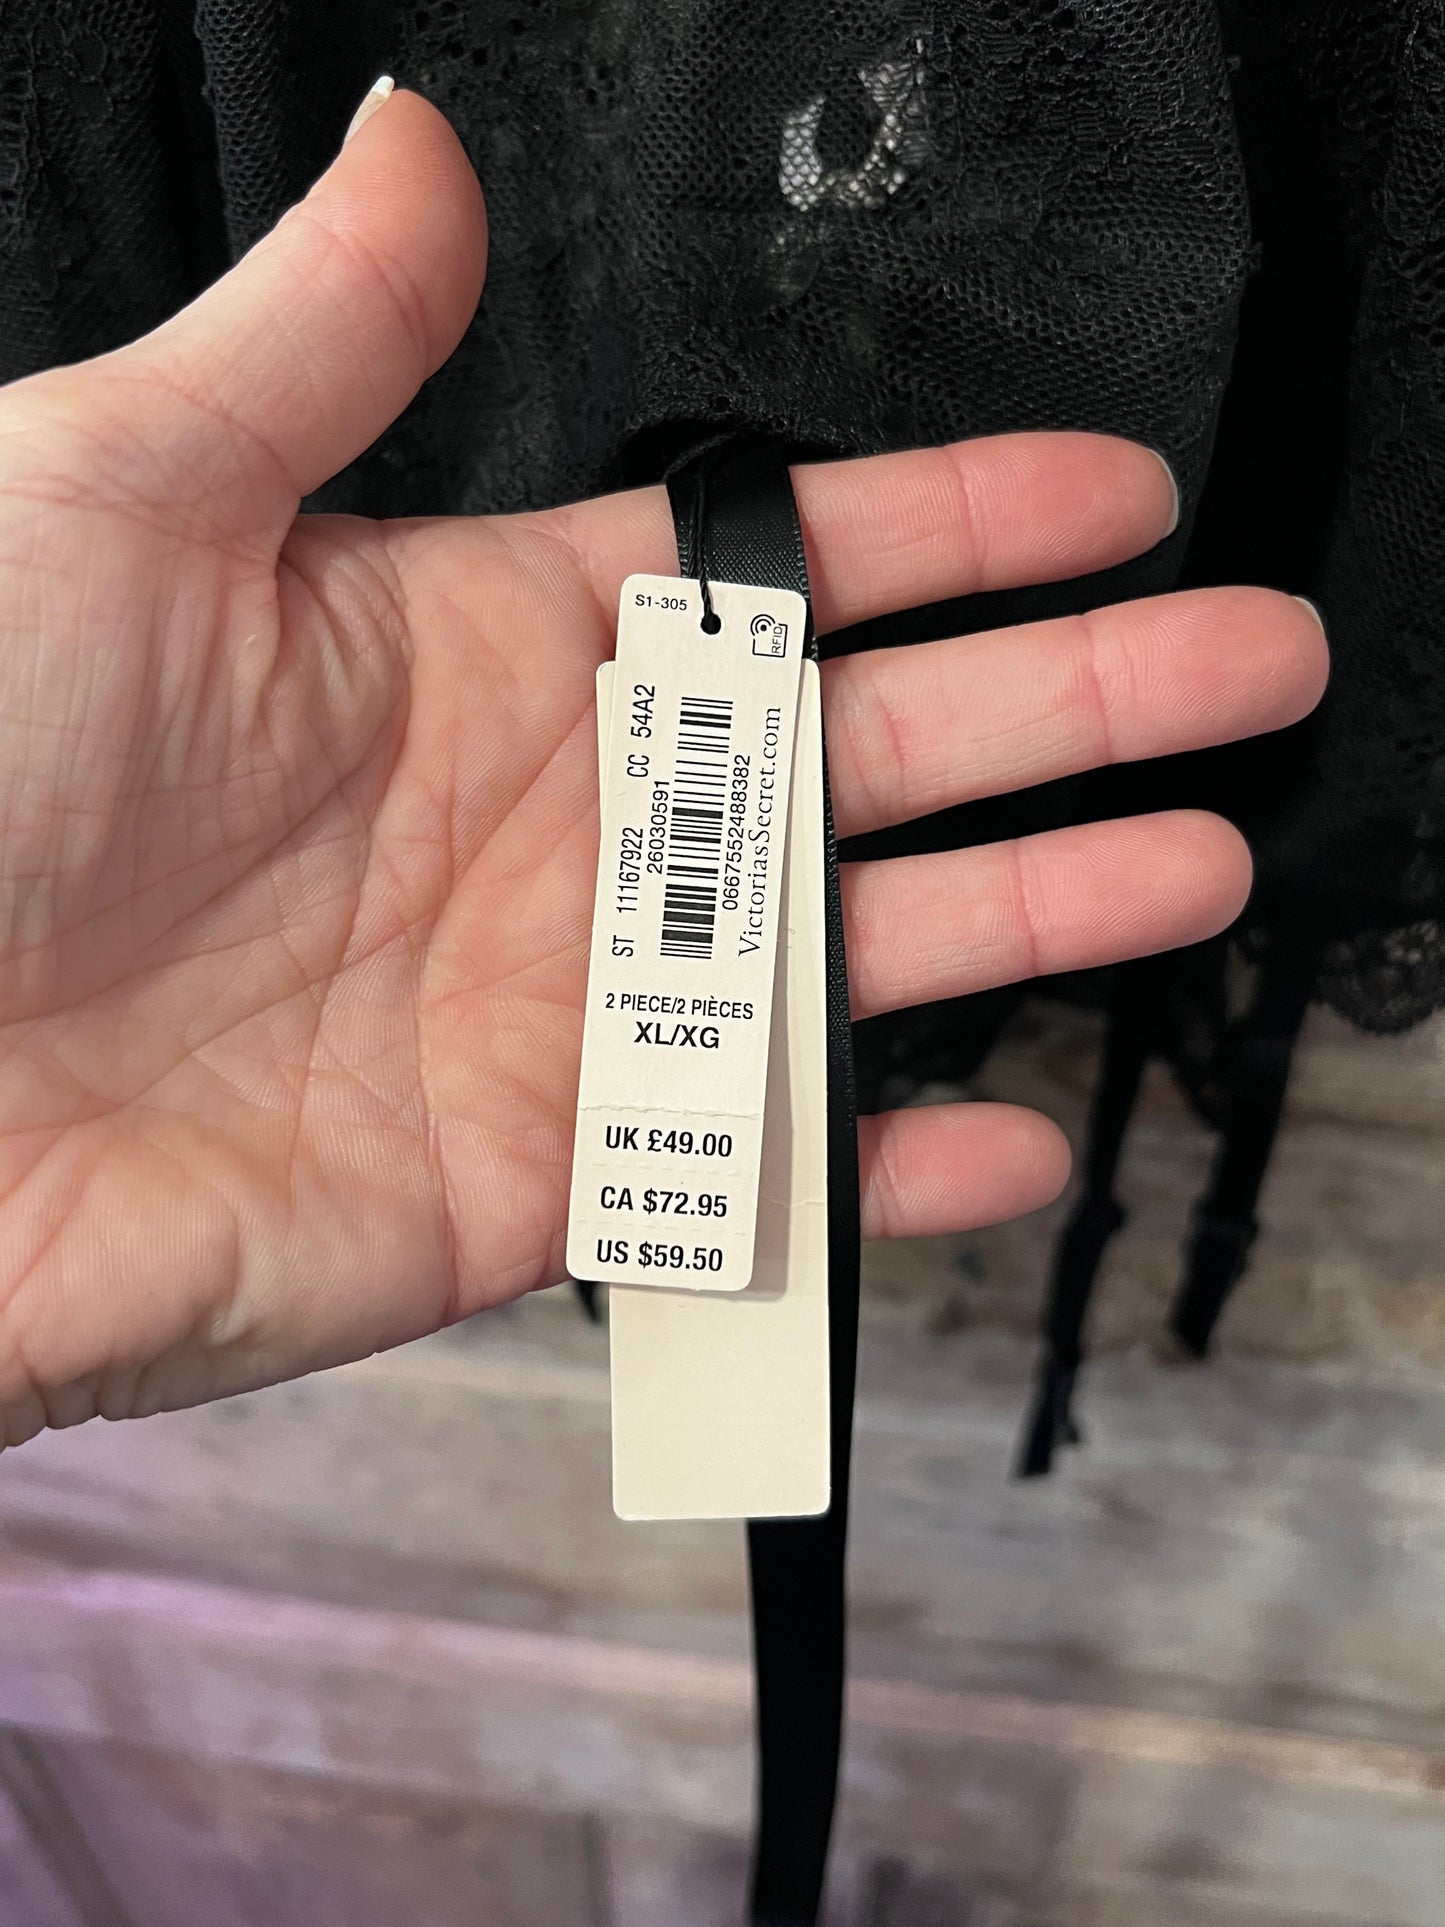 S1-305
RFID
ST 11167922 CC 54A2
26030591
0667552488382
VictoriasSecret.com
2 PIECE/2 PIÈCES
XL/XG
UK £49.00
CA $72.95
US $59.50